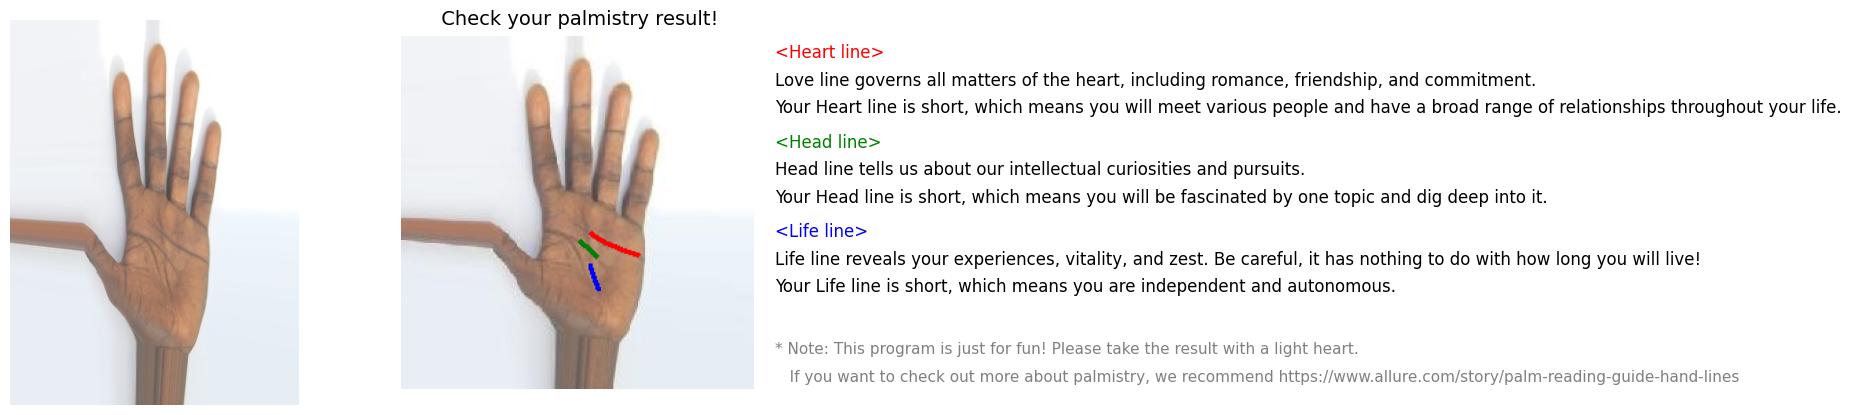 Check your palmistry result!
<Heart line>
Love line governs all matters of the heart, including romance, friendship, and commitment.
Your Heart line is short, which means you will meet various people and have a broad range of relationships throughout your life.
<Head line>
Head line tells us about our intellectual curiosities and pursuits.
Your Head line is short, which means you will be fascinated by one topic and dig deep into it.
<Life line>
Life line reveals your experiences, vitality, and zest. Be careful, it has nothing to do with how long you will live!
Your Life line is short, which means you are independent and autonomous.
* Note: This program is just for fun! Please take the result with a light heart.
If you want to check out more about palmistry, we recommend https://www.allure.com/story/palm-reading-guide-hand-lines